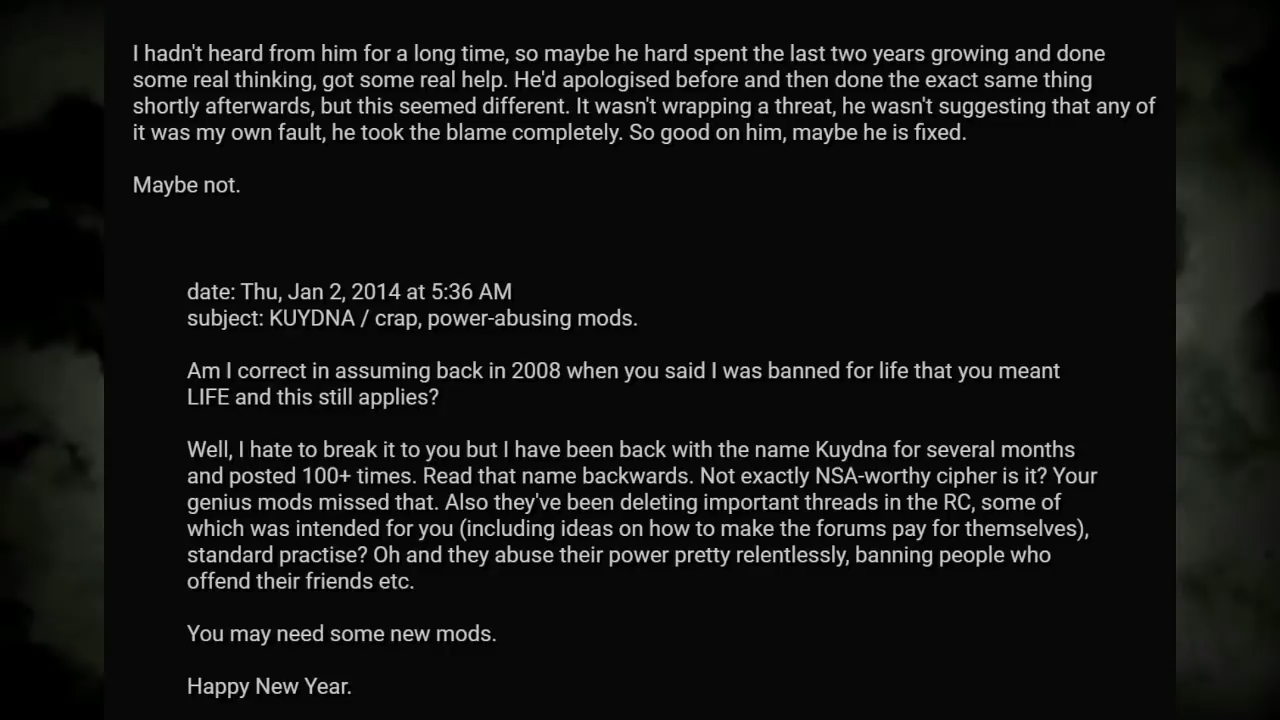 I hadn't heard from him for a long time, so maybe he hard spent the last two years growing and done
some real thinking, got some real help. He'd apologised before and then done the exact same thing
shortly afterwards, but this seemed different. It wasn't wrapping a threat, he wasn't suggesting that any of
it was my own fault, he took the blame completely. So good on him, maybe he is fixed.
Maybe not.
date: Thu, Jan 2, 2014 at 5:36 AM
subject: KUYDNA / crap, power-abusing mods.
Am I correct in assuming back in 2008 when you said I was banned for life that you meant
LIFE and this still applies?
Well, I hate to break it to you but I have been back with the name Kuydna for several months
and posted 100+ times. Read that name backwards. Not exactly NSA-worthy cipher is it? Your
genius mods missed that. Also they've been deleting important threads in the RC, some of
which was intended for you (including ideas on how to make the forums pay for themselves),
standard practise? Oh and they abuse their power pretty relentlessly, banning people who
offend their friends etc.
You may need some new mods.
Happy New Year.